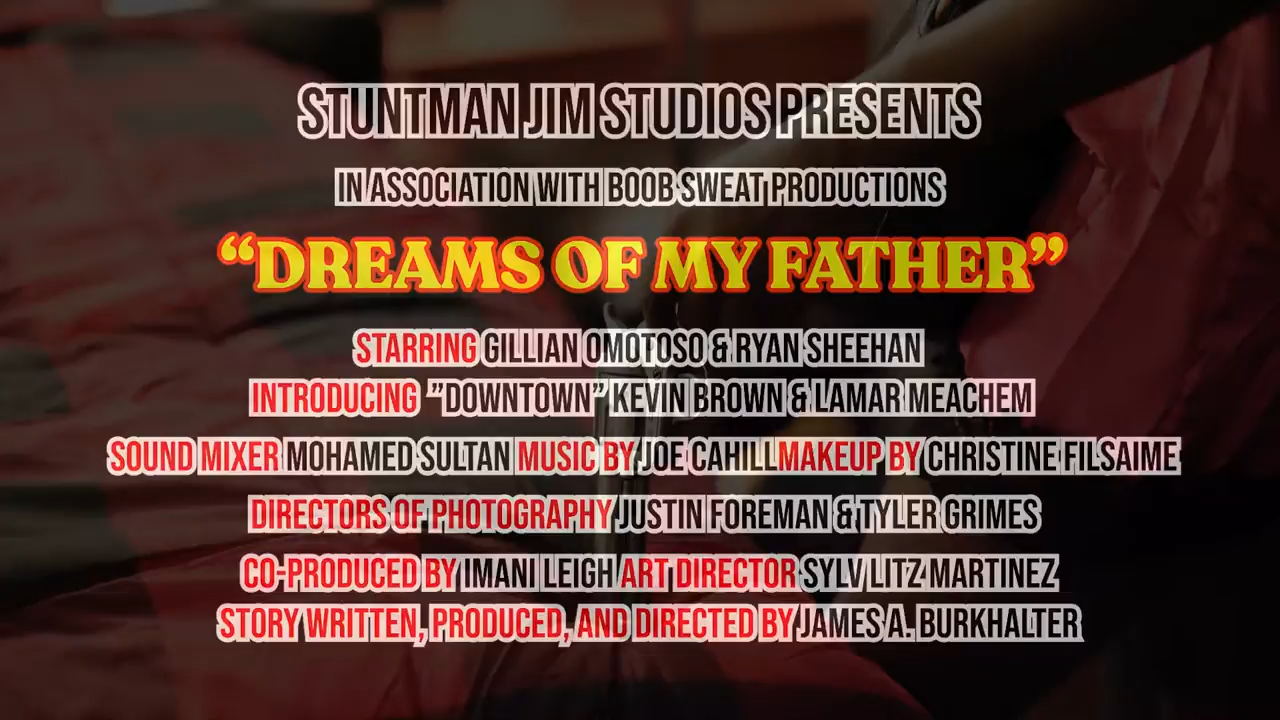 STUNTMAN JIM STUDIOS PRESENTS
IN ASSOCIATION WITH BOOB SWEAT PRODUCTIONS
“DREAMS OF MY FATHER”
STARRING GILLIAN OMOTOSO & RYAN SHEEHAN
INTRODUCING ”DOWNTOWN” KEVIN BROWN & LAMAR MEACHEM
SOUND MIXER MOHAMED SULTAN MUSIC BY JOE CAHILL MAKEUP BY CHRISTINE FILSAIME
DIRECTORS OF PHOTOGRAPHY JUSTIN FOREMAN & TYLER GRIMES
CO-PRODUCED BY IMANI LEIGH ART DIRECTOR SYLV LITZ MARTINEZ
STORY WRITTEN, PRODUCED, AND DIRECTED BY JAMES A. BURKHALTER